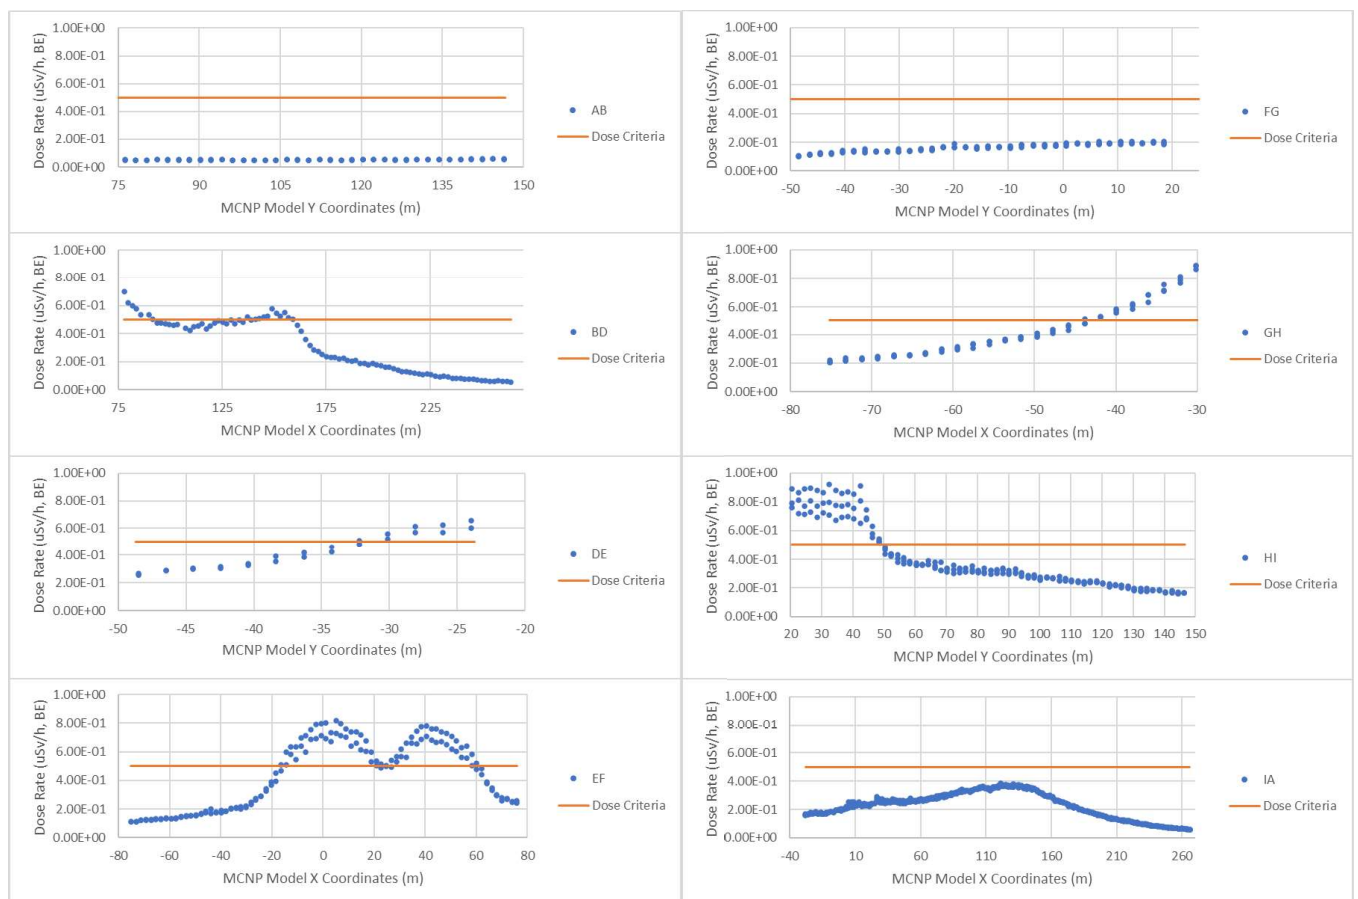 Dose Rate (uSv/h, BE)
1.00E+00
8.00E-01
6.00E-01
4.00E-01
2.00E-01
0.00E+00
75 90 105 120 135 150
MCNP Model Y Coordinates (m)
AB
Dose Criteria
Dose Rate (uSv/h, BE)
1.00E+00
8.00E-01
6.00E-01
4.00E-01
2.00E-01
0.00E+00
75 125 175 225
MCNP Model X Coordinates (m)
BD
Dose Criteria
Dose Rate (uSv/h, BE)
1.00E+00
8.00E-01
6.00E-01
4.00E-01
2.00E-01
0.00E+00
-50 -45 -40 -35 -30 -25 -20
MCNP Model Y Coordinates (m)
DE
Dose Criteria
Dose Rate (uSv/h, BE)
1.00E+00
8.00E-01
6.00E-01
4.00E-01
2.00E-01
0.00E+00
-80 -60 -40 -20 0 20 40 60 80
MCNP Model X Coordinates (m)
EF
Dose Criteria
Dose Rate (uSv/h, BE)
1.00E+00
8.00E-01
6.00E-01
4.00E-01
2.00E-01
0.00E+00
-50 -40 -30 -20 -10 0 10 20
MCNP Model Y Coordinates (m)
FG
Dose Criteria
Dose Rate (uSv/h, BE)
1.00E+00
8.00E-01
6.00E-01
4.00E-01
2.00E-01
0.00E+00
-80 -70 -60 -50 -40 -30
MCNP Model X Coordinates (m)
GH
Dose Criteria
Dose Rate (uSv/h, BE)
1.00E+00
8.00E-01
6.00E-01
4.00E-01
2.00E-01
0.00E+00
20 30 40 50 60 70 80 90 100 110 120 130 140 150
MCNP Model Y Coordinates (m)
HI
Dose Criteria
Dose Rate (uSv/h, BE)
1.00E+00
8.00E-01
6.00E-01
4.00E-01
2.00E-01
0.00E+00
-40 10 60 110 160 210 260
MCNP Model X Coordinates (m)
IA
Dose Criteria